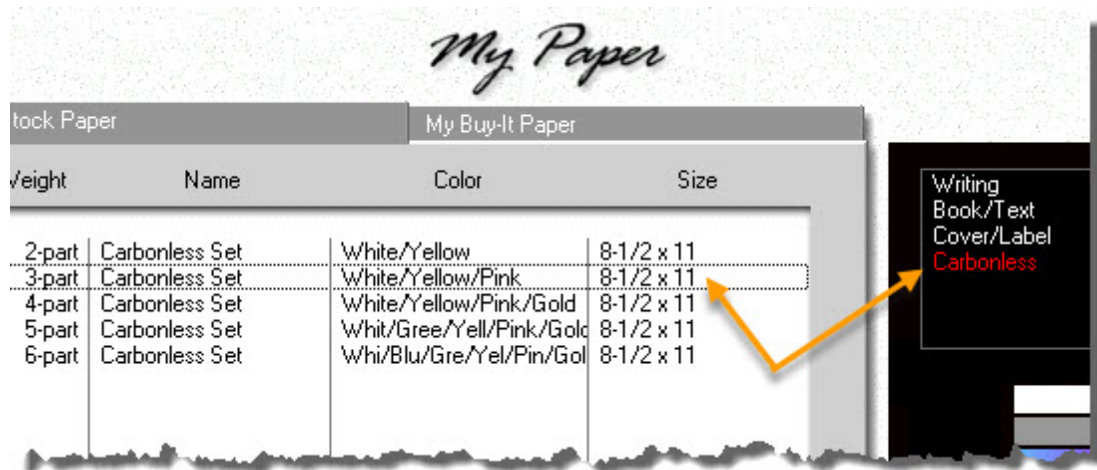 My Paper
tock Paper
My Buy-It Paper
Veight Name Color Size
2-part Carbonless Set White/Yellow 8-1/2 x 11
3-part Carbonless Set White/Yellow/Pink 8-1/2 x 11
4-part Carbonless Set White/Yellow/Pink/Gold 8-1/2 x 11
5-part Carbonless Set Whit/Gree/Yell/Pink/Gold 8-1/2 x 11
6-part Carbonless Set Whi/Blu/Gre/Yel/Pin/Gol 8-1/2 x 11
Writing
Book/Text
Cover/Label
Carbonless